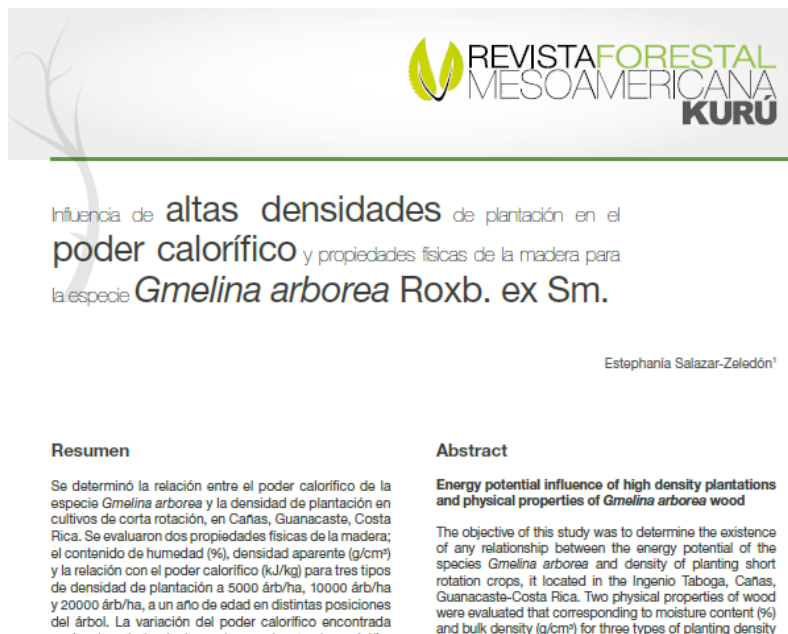 REVISTAFORESTAL
MESOAMERICANA
KURÚ
Influencia de altas densidades de plantación en el
poder calorífico y propiedades físicas de la madera para
la especie Gmelina arborea Roxb. ex Sm.
Estephanía Salazar-Zeledón¹
Resumen
Se determinó la relación entre el poder calorífico de la
especie Gmelina arborea y la densidad de plantación en
cultivos de corta rotación, en Cañas, Guanacaste, Costa
Rica. Se evaluaron dos propiedades físicas de la madera;
el contenido de humedad (%), densidad aparente (g/cm³)
y la relación con el poder calorífico (kJ/kg) para tres tipos
de densidad de plantación a 5000 árb/ha, 10000 árb/ha
y 20000 árb/ha, a un año de edad en distintas posiciones
del árbol. La variación del poder calorífico encontrada
Abstract
Energy potential influence of high density plantations
and physical properties of Gmelina arborea wood
The objective of this study was to determine the existence
of any relationship between the energy potential of the
species Gmelina arborea and density of planting short
rotation crops, it located in the Ingenio Taboga, Cañas,
Guanacaste-Costa Rica. Two physical properties of wood
were evaluated that corresponding to moisture content (%)
and bulk density (g/cm³) for three types of planting density